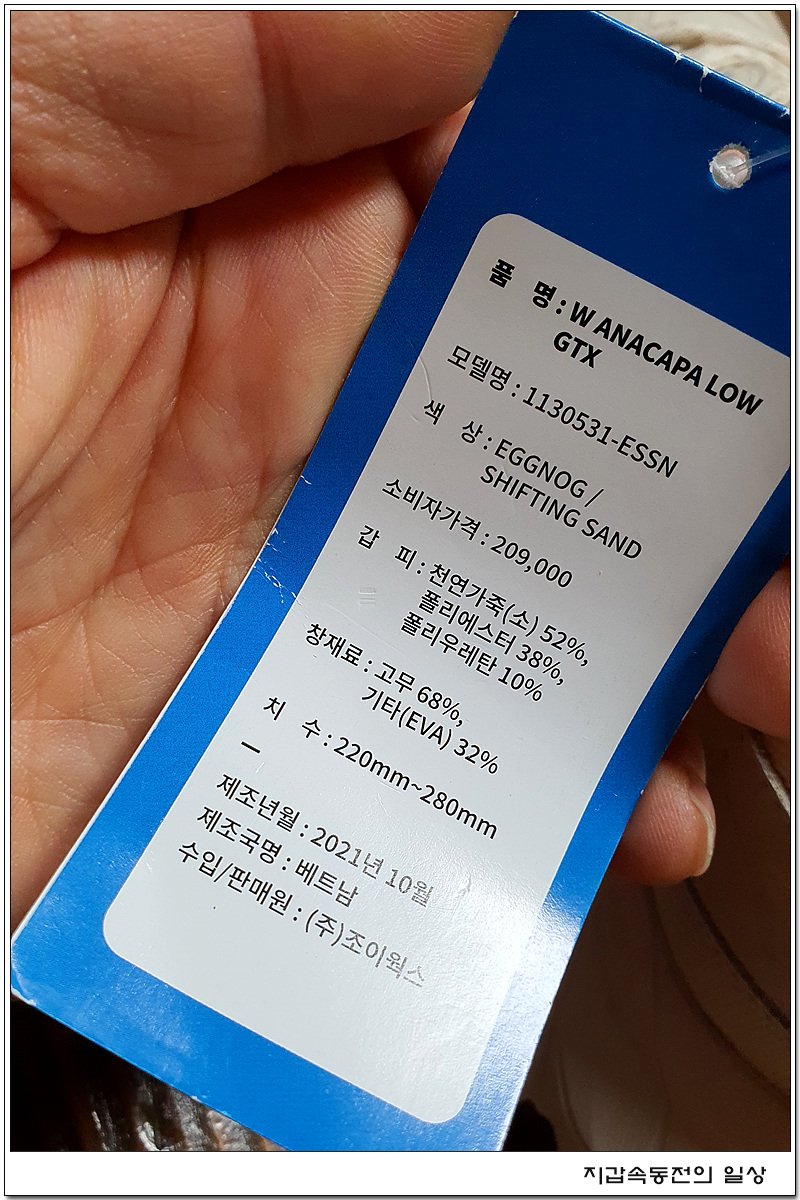 품 명 : W ANACAPA LOW
GTX
모델명 : 1130531-ESSN
색 상 : EGGNOG /
SHIFTING SAND
소비자가격 : 209,000
갑 피 : 천연가죽(소) 52%,
폴리에스터 38%,
폴리우레탄 10%
창재료 : 고무 68%,
기타(EVA) 32%
치 수 : 220mm~280mm
제조년월 : 2021년 10월
제조국명 : 베트남
수입/판매원 : (주)조이웍스
지갑속동전의 일상